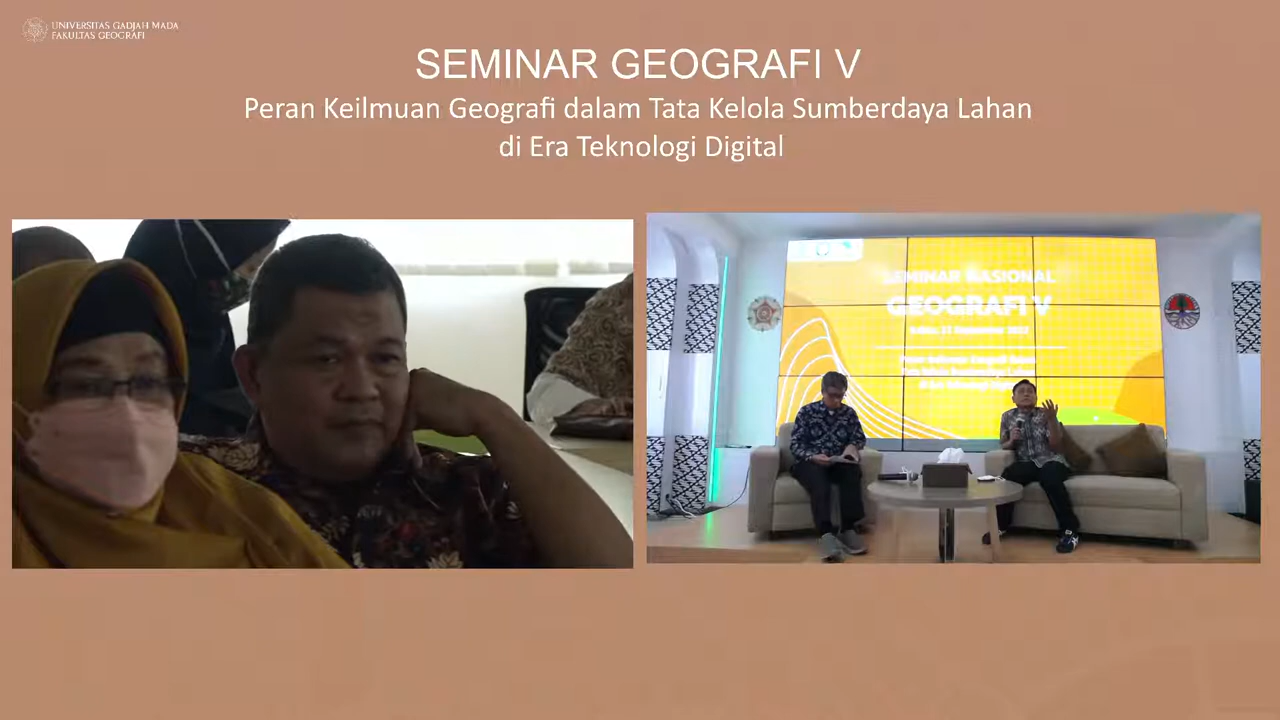 UNIVERSITAS GADJAH MADA
FAKULTAS GEOGRAFI
SEMINAR GEOGRAFI V
Peran Keilmuan Geografi dalam Tata Kelola Sumberdaya Lahan
di Era Teknologi Digital
SEMINAR NASIONAL
GEOGRAFI V